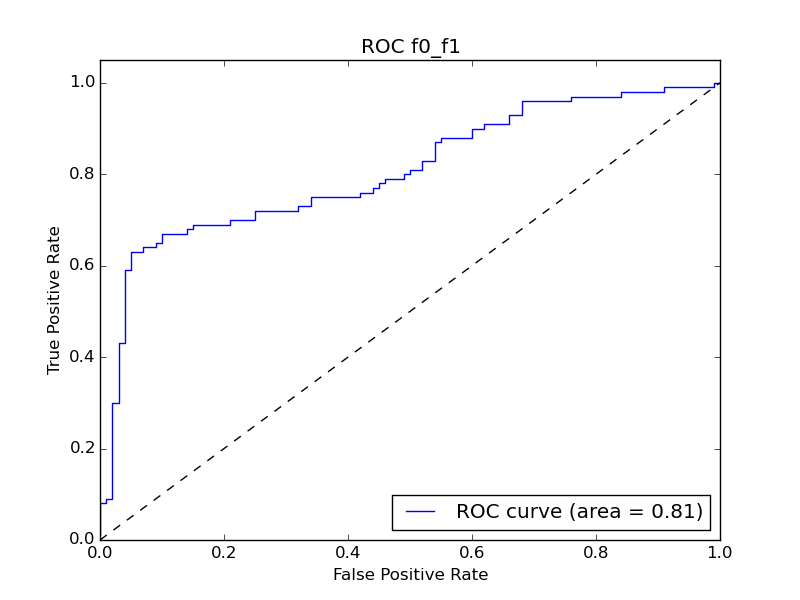 ROC f0_f1
1.0
0.8
0.6
0.4
0.2
0.0
True Positive Rate
ROC curve (area = 0.81)
0.0 0.2 0.4 0.6 0.8 1.0
False Positive Rate